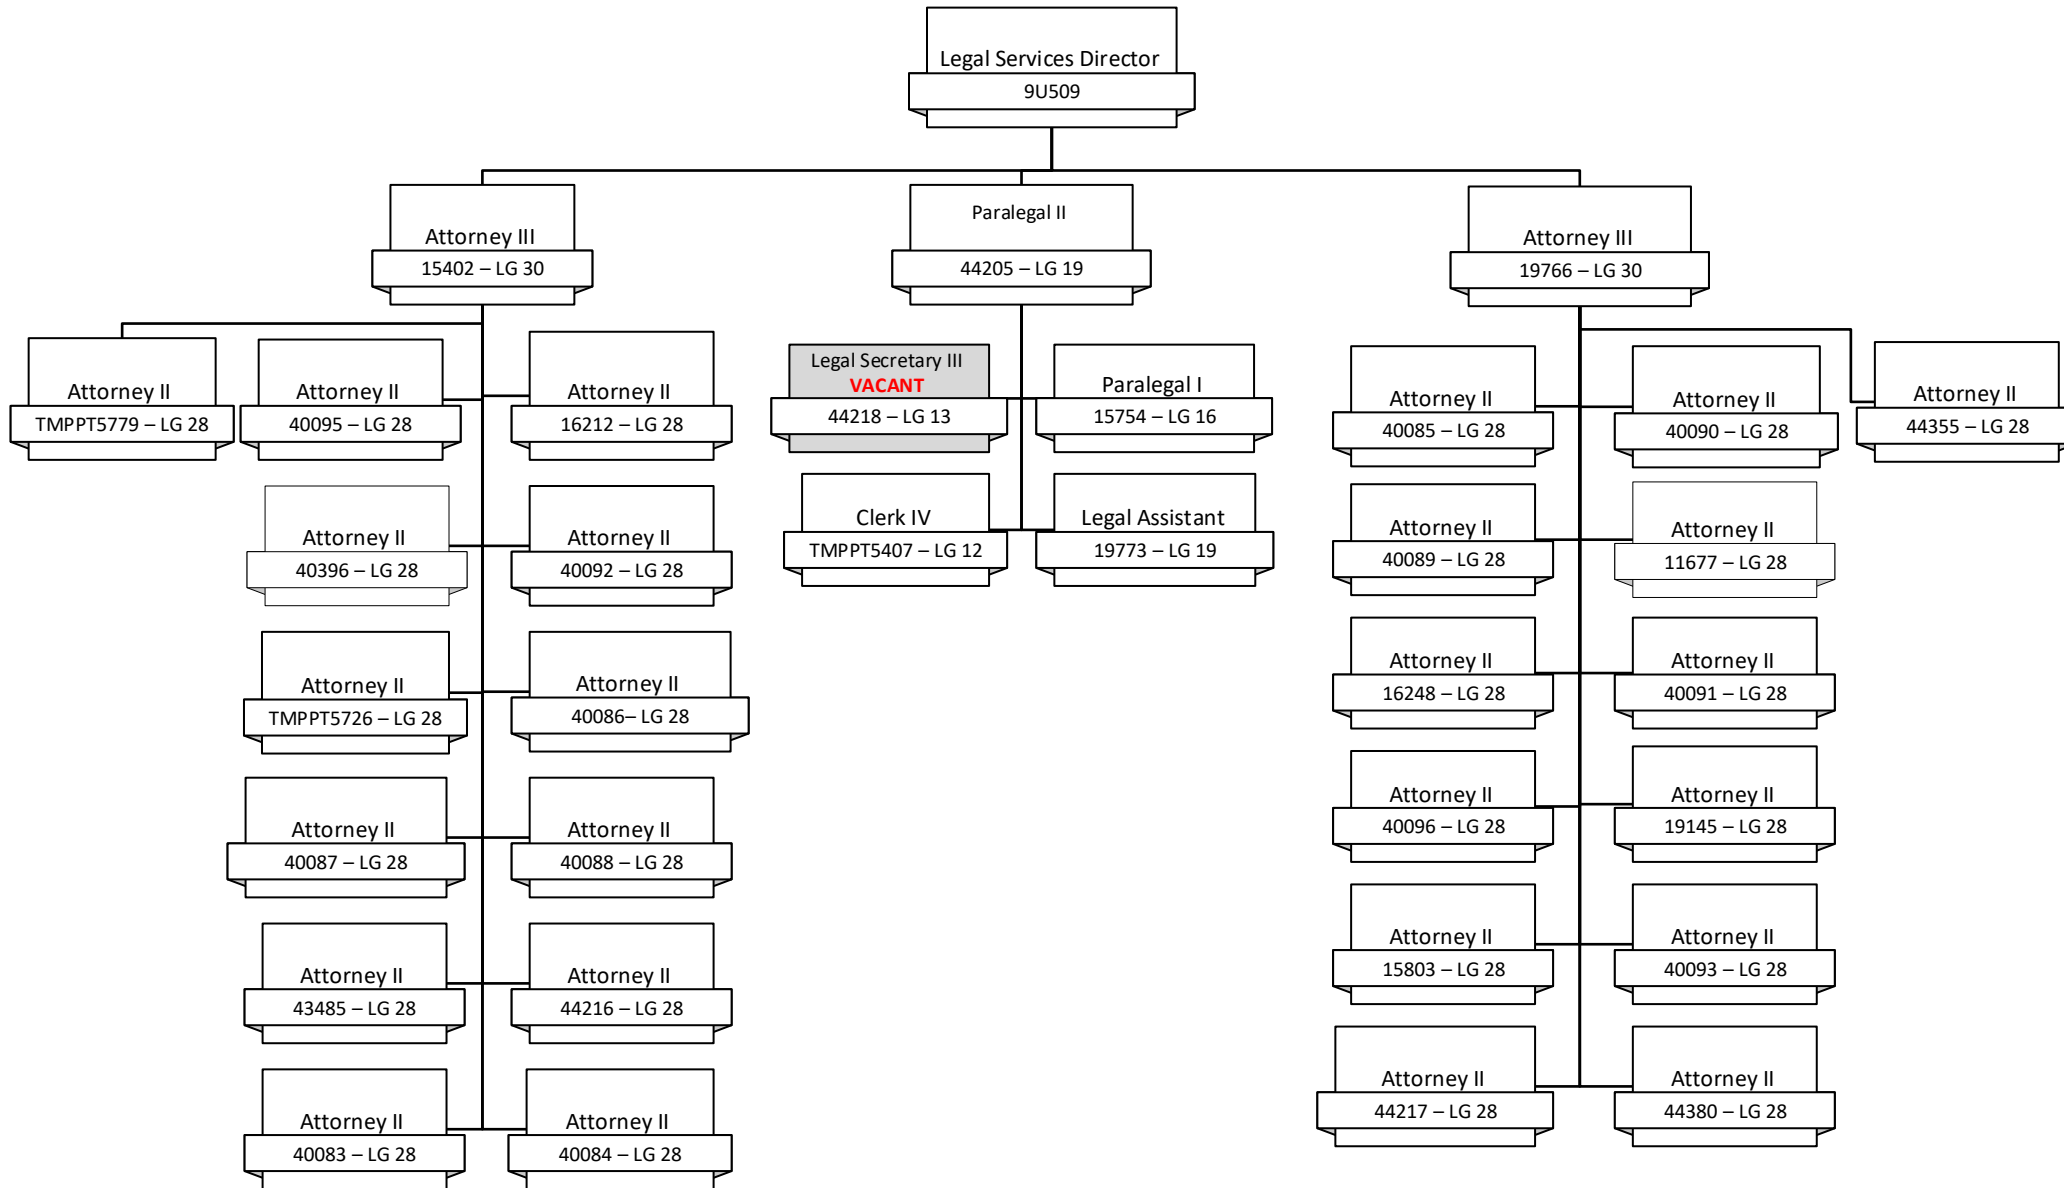 Legal Services Director
9U509
Attorney III
15402 – LG 30
Paralegal II
44205 – LG 19
Attorney III
19766 – LG 30
Attorney II
TMPPT5779 – LG 28
Attorney II
40095 – LG 28
Attorney II
16212 – LG 28
Attorney II
40396 – LG 28
Attorney II
40092 – LG 28
Attorney II
TMPPT5726 – LG 28
Attorney II
40086– LG 28
Attorney II
40087 – LG 28
Attorney II
40088 – LG 28
Attorney II
43485 – LG 28
Attorney II
44216 – LG 28
Attorney II
40083 – LG 28
Attorney II
40084 – LG 28
Legal Secretary III
VACANT
44218 – LG 13
Paralegal I
15754 – LG 16
Clerk IV
TMPPT5407 – LG 12
Legal Assistant
19773 – LG 19
Attorney II
40085 – LG 28
Attorney II
40090 – LG 28
Attorney II
44355 – LG 28
Attorney II
40089 – LG 28
Attorney II
11677 – LG 28
Attorney II
16248 – LG 28
Attorney II
40091 – LG 28
Attorney II
40096 – LG 28
Attorney II
19145 – LG 28
Attorney II
15803 – LG 28
Attorney II
40093 – LG 28
Attorney II
44217 – LG 28
Attorney II
44380 – LG 28